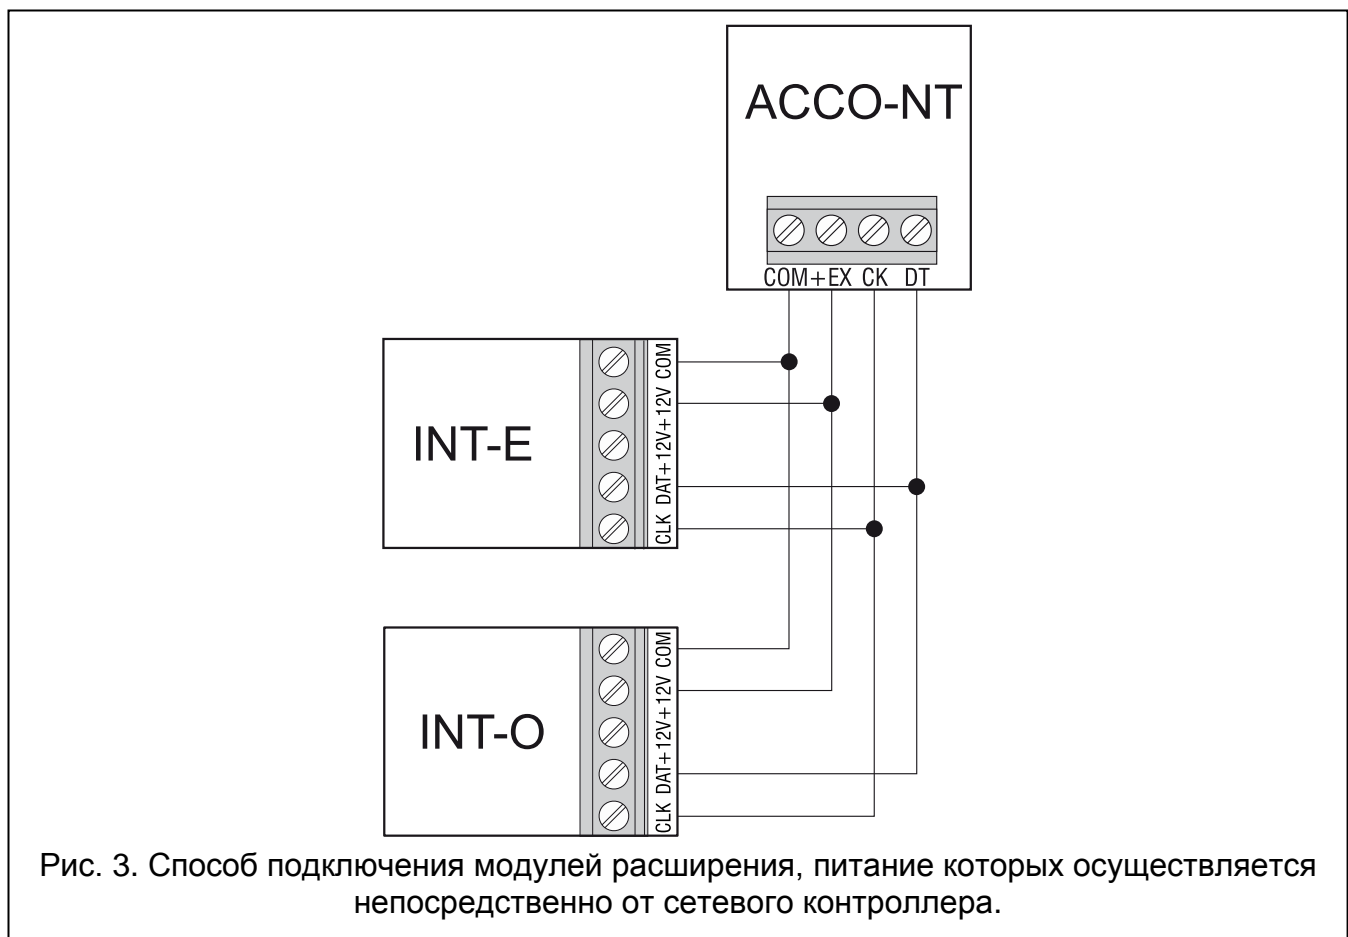 ACCO-NT
COM +EX CK DT
INT-E
CLK DAT+12V+12V COM
INT-O
CLK DAT+12V+12V COM
Рис. 3. Способ подключения модулей расширения, питание которых осуществляется
непосредственно от сетевого контроллера.